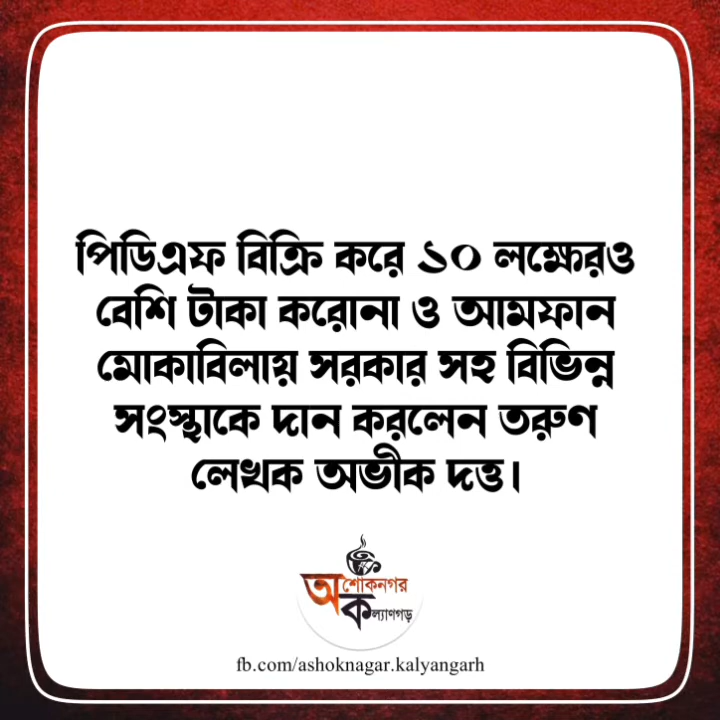 পিডিএফ বিক্রি করে ১০ লক্ষেরও
বেশি টাকা করোনা ও আমফান
মোকাবিলায় সরকার সহ বিভিন্ন
সংস্থাকে দান করলেন তরুণ
লেখক অভীক দত্ত।
অশোকনগর
কল্যাণগড়
fb.com/ashoknagar.kalyangarh